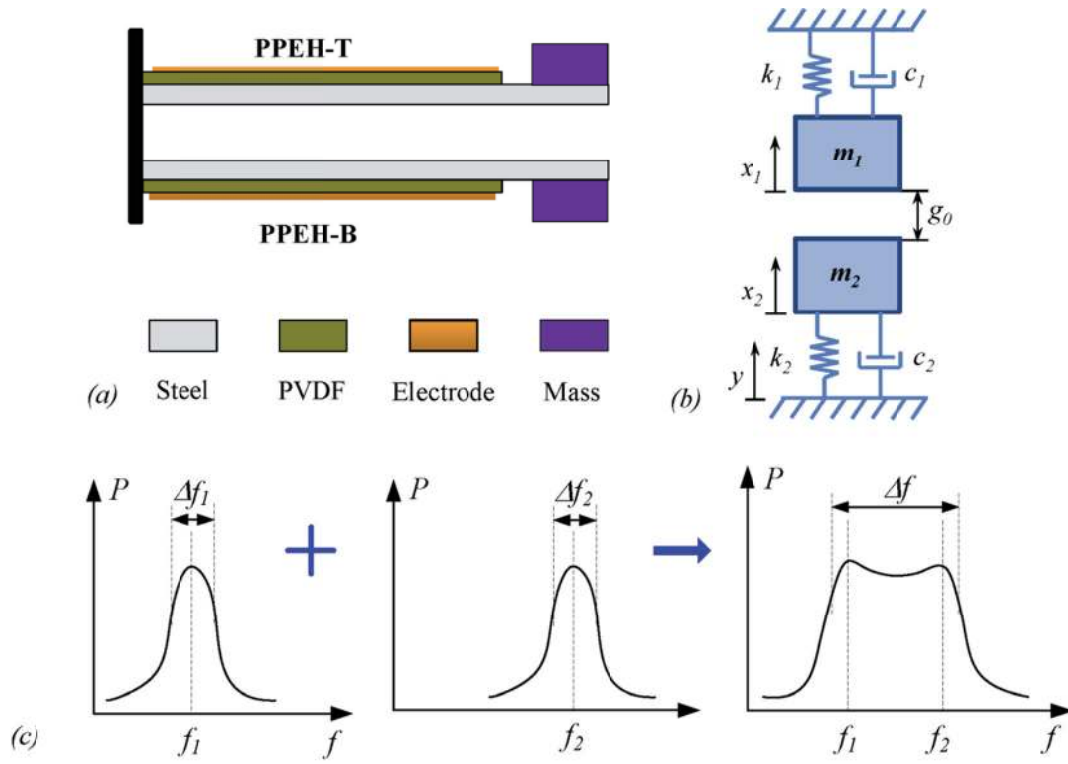 PPEH-T
PPEH-B
(a)
Steel
PVDF
Electrode
Mass
k1
c1
m1
x1
g0
m2
x2
k2
c2
y
(b)
P
Δf1
f1
f
P
Δf2
f2
P
Δf
f1
f2
f
(c)